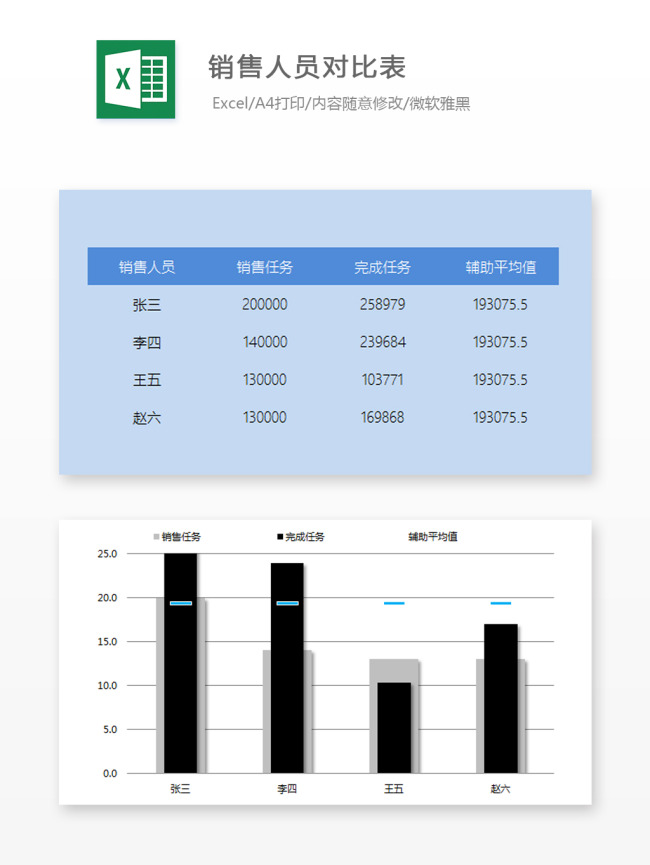 X
销售人员对比表
Excel/A4打印/内容随意修改/微软雅黑
销售人员 销售任务 完成任务 辅助平均值
张三 200000 258979 193075.5
李四 140000 239684 193075.5
王五 130000 103771 193075.5
赵六 130000 169868 193075.5
销售任务 完成任务 辅助平均值
25.0
20.0
15.0
10.0
5.0
0.0
张三 李四 王五 赵六